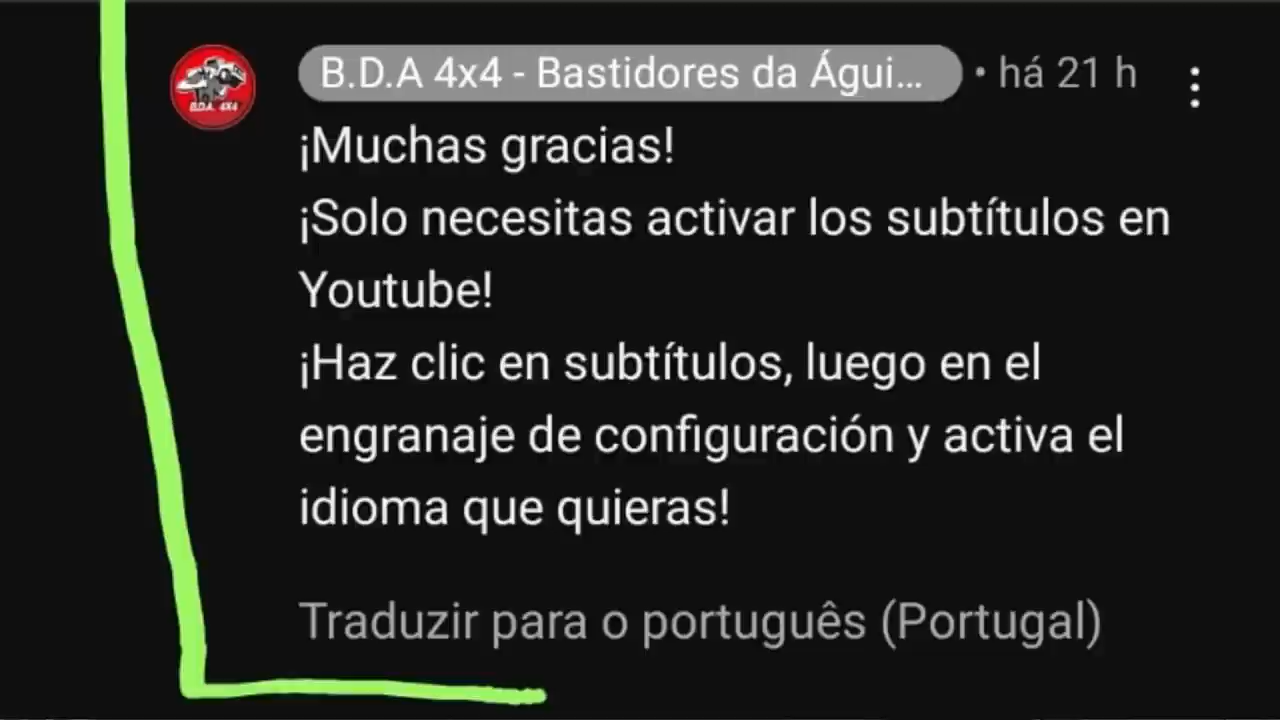 B.D.A 4x4 - Bastidores da Águi... • há 21 h
B.D.A. 4X4
¡Muchas gracias!
¡Solo necesitas activar los subtítulos en
Youtube!
¡Haz clic en subtítulos, luego en el
engranaje de configuración y activa el
idioma que quieras!
Traduzir para o português (Portugal)